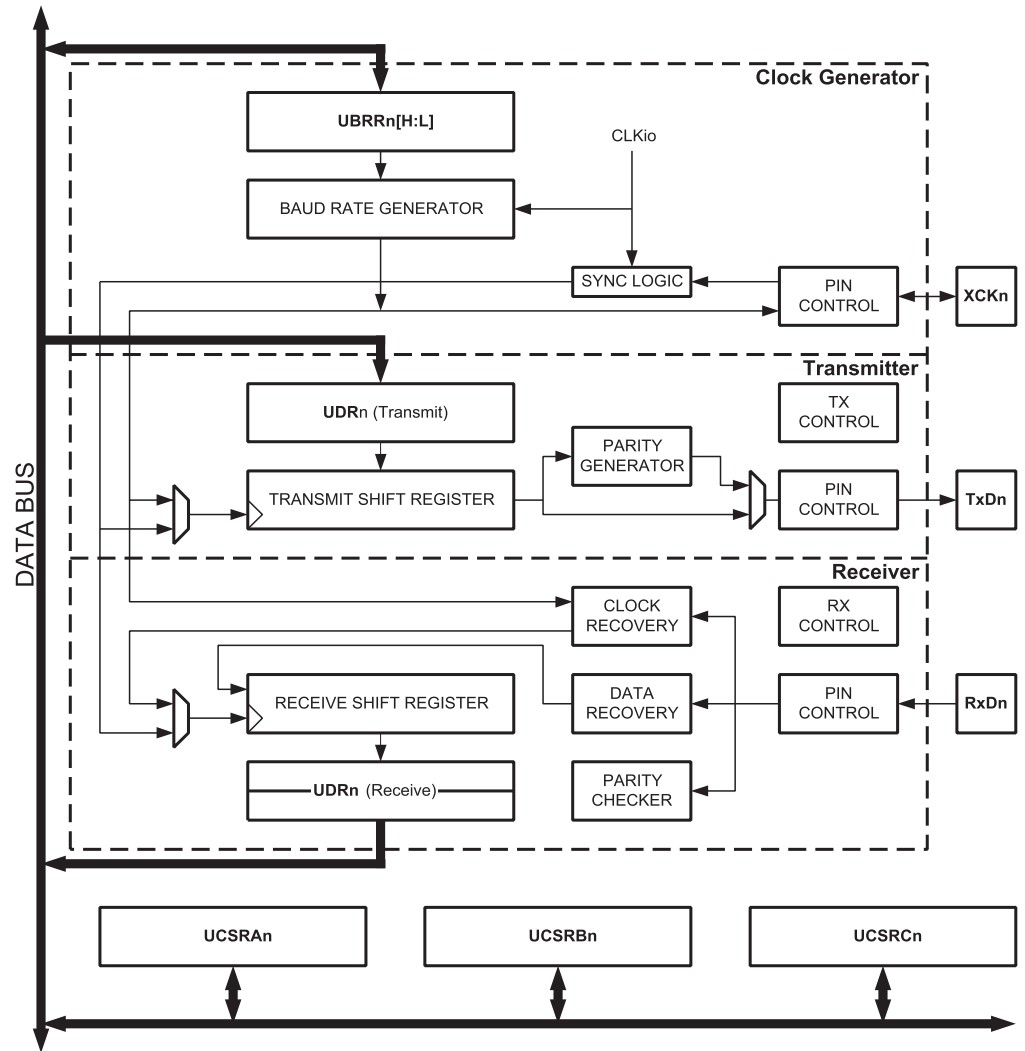 Clock Generator
UBRRn[H:L]
CLKio
BAUD RATE GENERATOR
SYNC LOGIC
PIN
CONTROL
XCKn
Transmitter
UDRn (Transmit)
TX
CONTROL
PARITY
GENERATOR
TRANSMIT SHIFT REGISTER
PIN
CONTROL
TxDn
DATA BUS
Receiver
CLOCK
RECOVERY
RX
CONTROL
RECEIVE SHIFT REGISTER
DATA
RECOVERY
PIN
CONTROL
RxDn
UDRn (Receive)
PARITY
CHECKER
UCSRAn
UCSRBn
UCSRCn